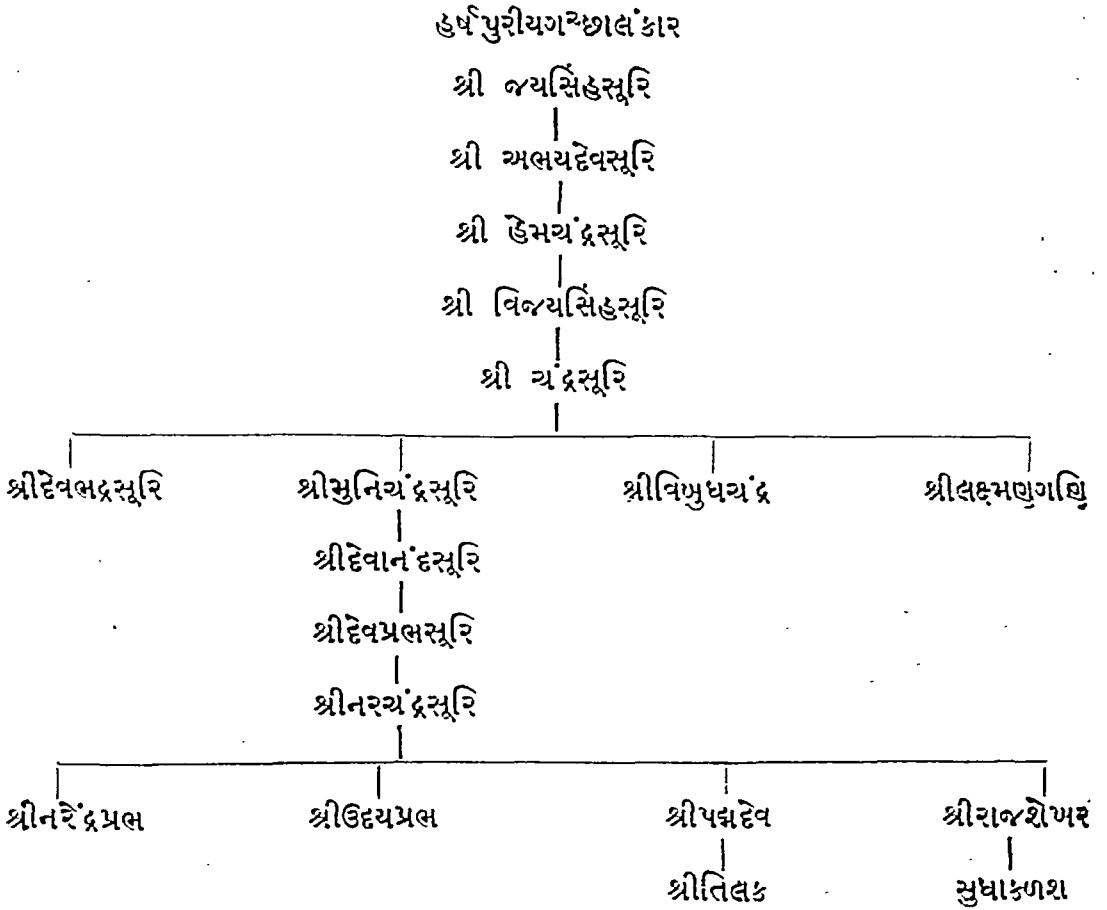 હર્ષપુરીયગચ્છાલંકાર
શ્રી જયસિંહસૂરિ
શ્રી અભયદેવસૂરિ
શ્રી હેમચંદ્રસૂરિ
શ્રી વિજયસિંહસૂરિ
શ્રી ચંદ્રસૂરિ
શ્રીદેવભદ્રસૂરિ શ્રીમુનિચંદ્રસૂરિ શ્રીવિબુધચંદ્ર શ્રીલક્ષ્મણગણિ
શ્રીદેવાનંદસૂરિ
શ્રીદેવપ્રભસૂરિ
શ્રીનરચંદ્રસૂરિ
શ્રીનરેંદ્રપ્રભ શ્રીઉદયપ્રભ શ્રીપદ્મદેવ શ્રીરાજશેખર
શ્રીતિલક સુધાકળશ